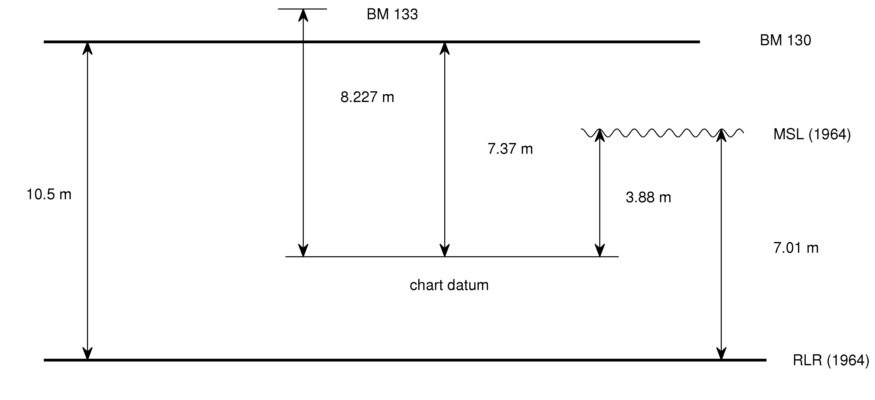 BM 133
BM 130
8.227 m
MSL (1964)
7.37 m
10.5 m
3.88 m
7.01 m
chart datum
RLR (1964)